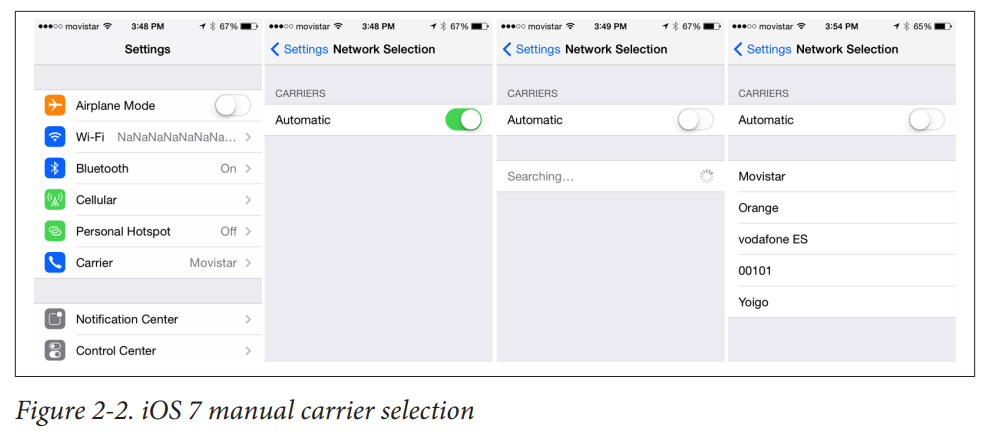 movistar 3:48 PM 67%
Settings
Airplane Mode
Wi-Fi NaNaNaNaNaNaNa...
Bluetooth On
Cellular
Personal Hotspot Off
Carrier Movistar
Notification Center
Control Center
movistar 3:48 PM 67%
Settings Network Selection
CARRIERS
Automatic
movistar 3:49 PM 67%
Settings Network Selection
CARRIERS
Automatic
Searching...
movistar 3:54 PM 65%
Settings Network Selection
CARRIERS
Automatic
Movistar
Orange
vodafone ES
00101
Yoigo
Figure 2-2. iOS 7 manual carrier selection